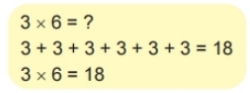 3 × 6 = ?
3 + 3 + 3 + 3 + 3 + 3 = 18
3 × 6 = 18